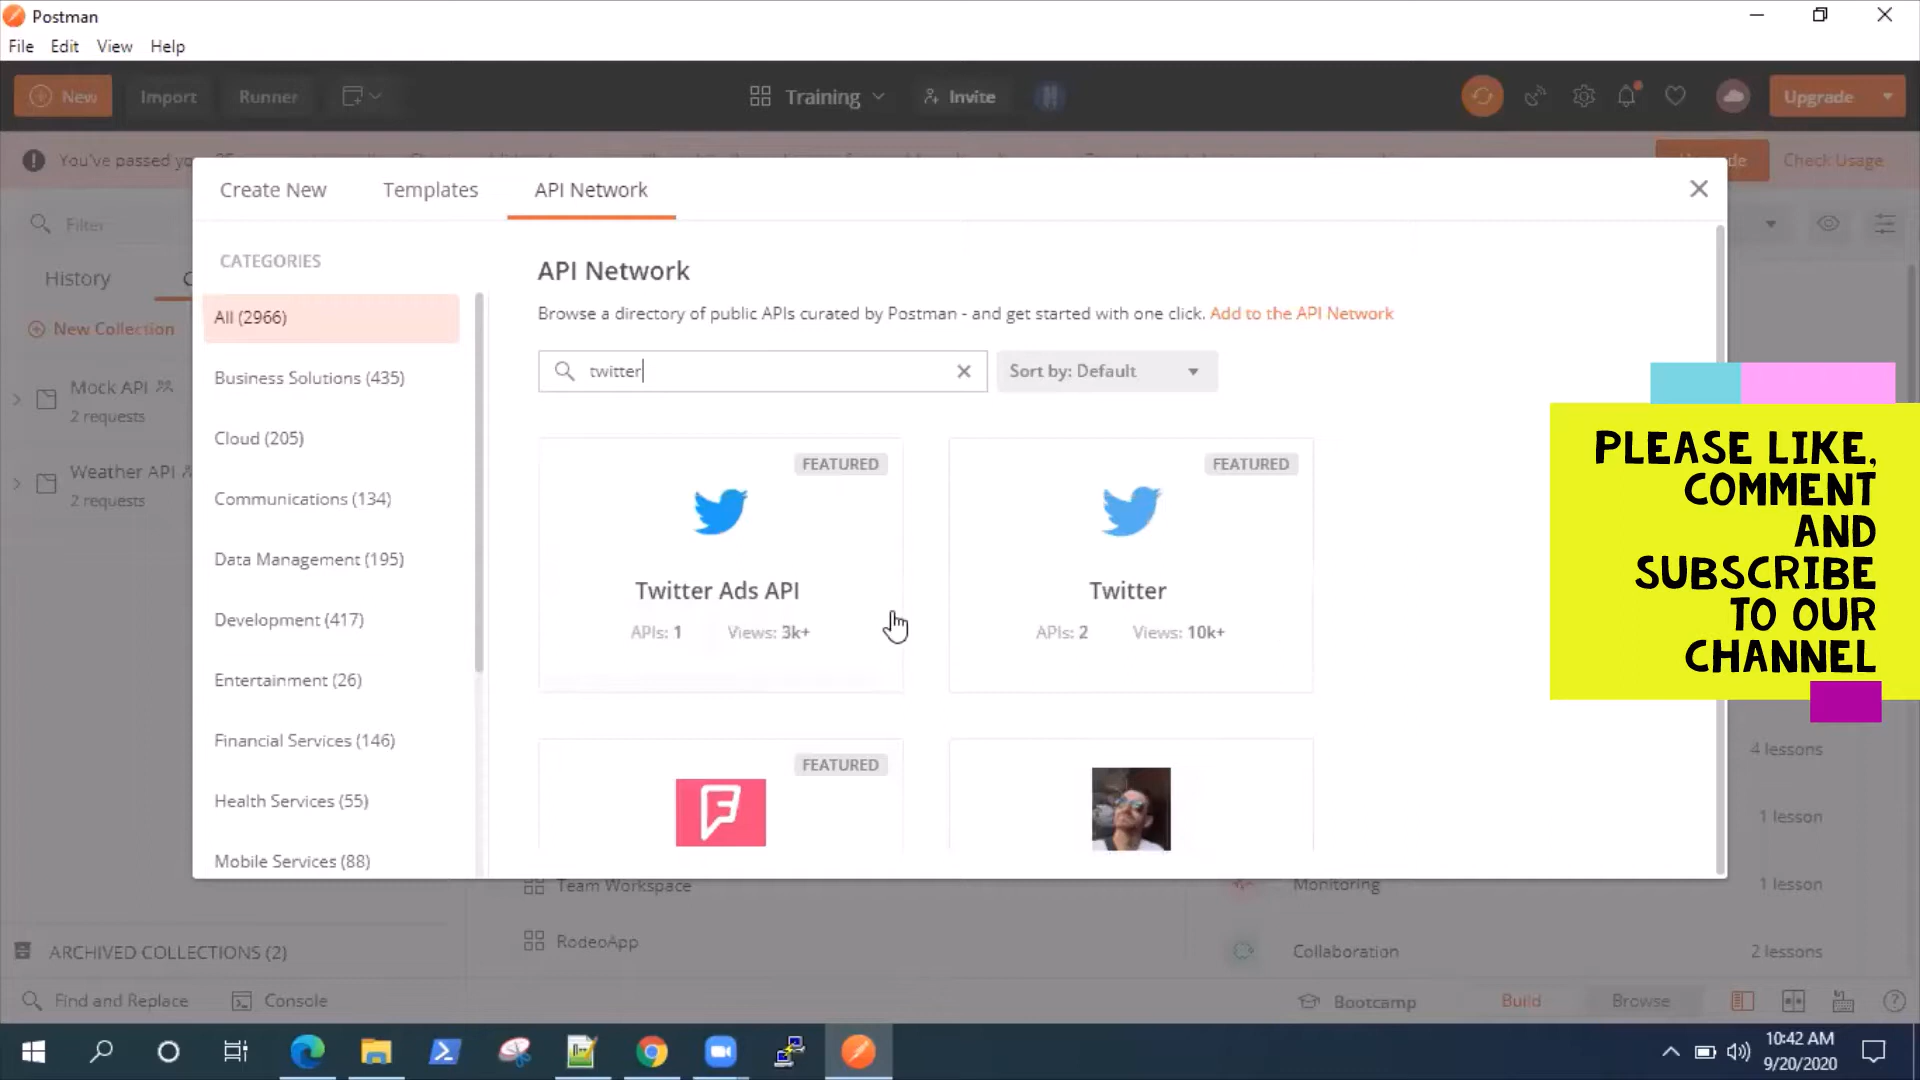 Postman
File Edit View Help
New Import Runner Training Invite Upgrade
You've passed Check Usage
Create New Templates API Network
Filter
CATEGORIES
API Network
History
All (2966)
Browse a directory of public APIs curated by Postman - and get started with one click. Add to the API Network
New Collection
twitter
Sort by: Default
Business Solutions (435)
Mock API
2 requests
Cloud (205)
FEATURED
FEATURED
Weather API
2 requests
Communications (134)
Data Management (195)
Twitter Ads API
Twitter
Development (417)
APIs: 1 Views: 3k+
APIs: 2 Views: 10k+
Entertainment (26)
Financial Services (146)
FEATURED
Health Services (55)
Mobile Services (88)
PLEASE LIKE,
COMMENT
AND
SUBSCRIBE
TO OUR
CHANNEL
4 lessons
1 lesson
Team Workspace
Monitoring
1 lesson
RodeoApp
Collaboration
2 lessons
ARCHIVED COLLECTIONS (2)
Find and Replace Console Bootcamp Build Browse
10:42 AM
9/20/2020